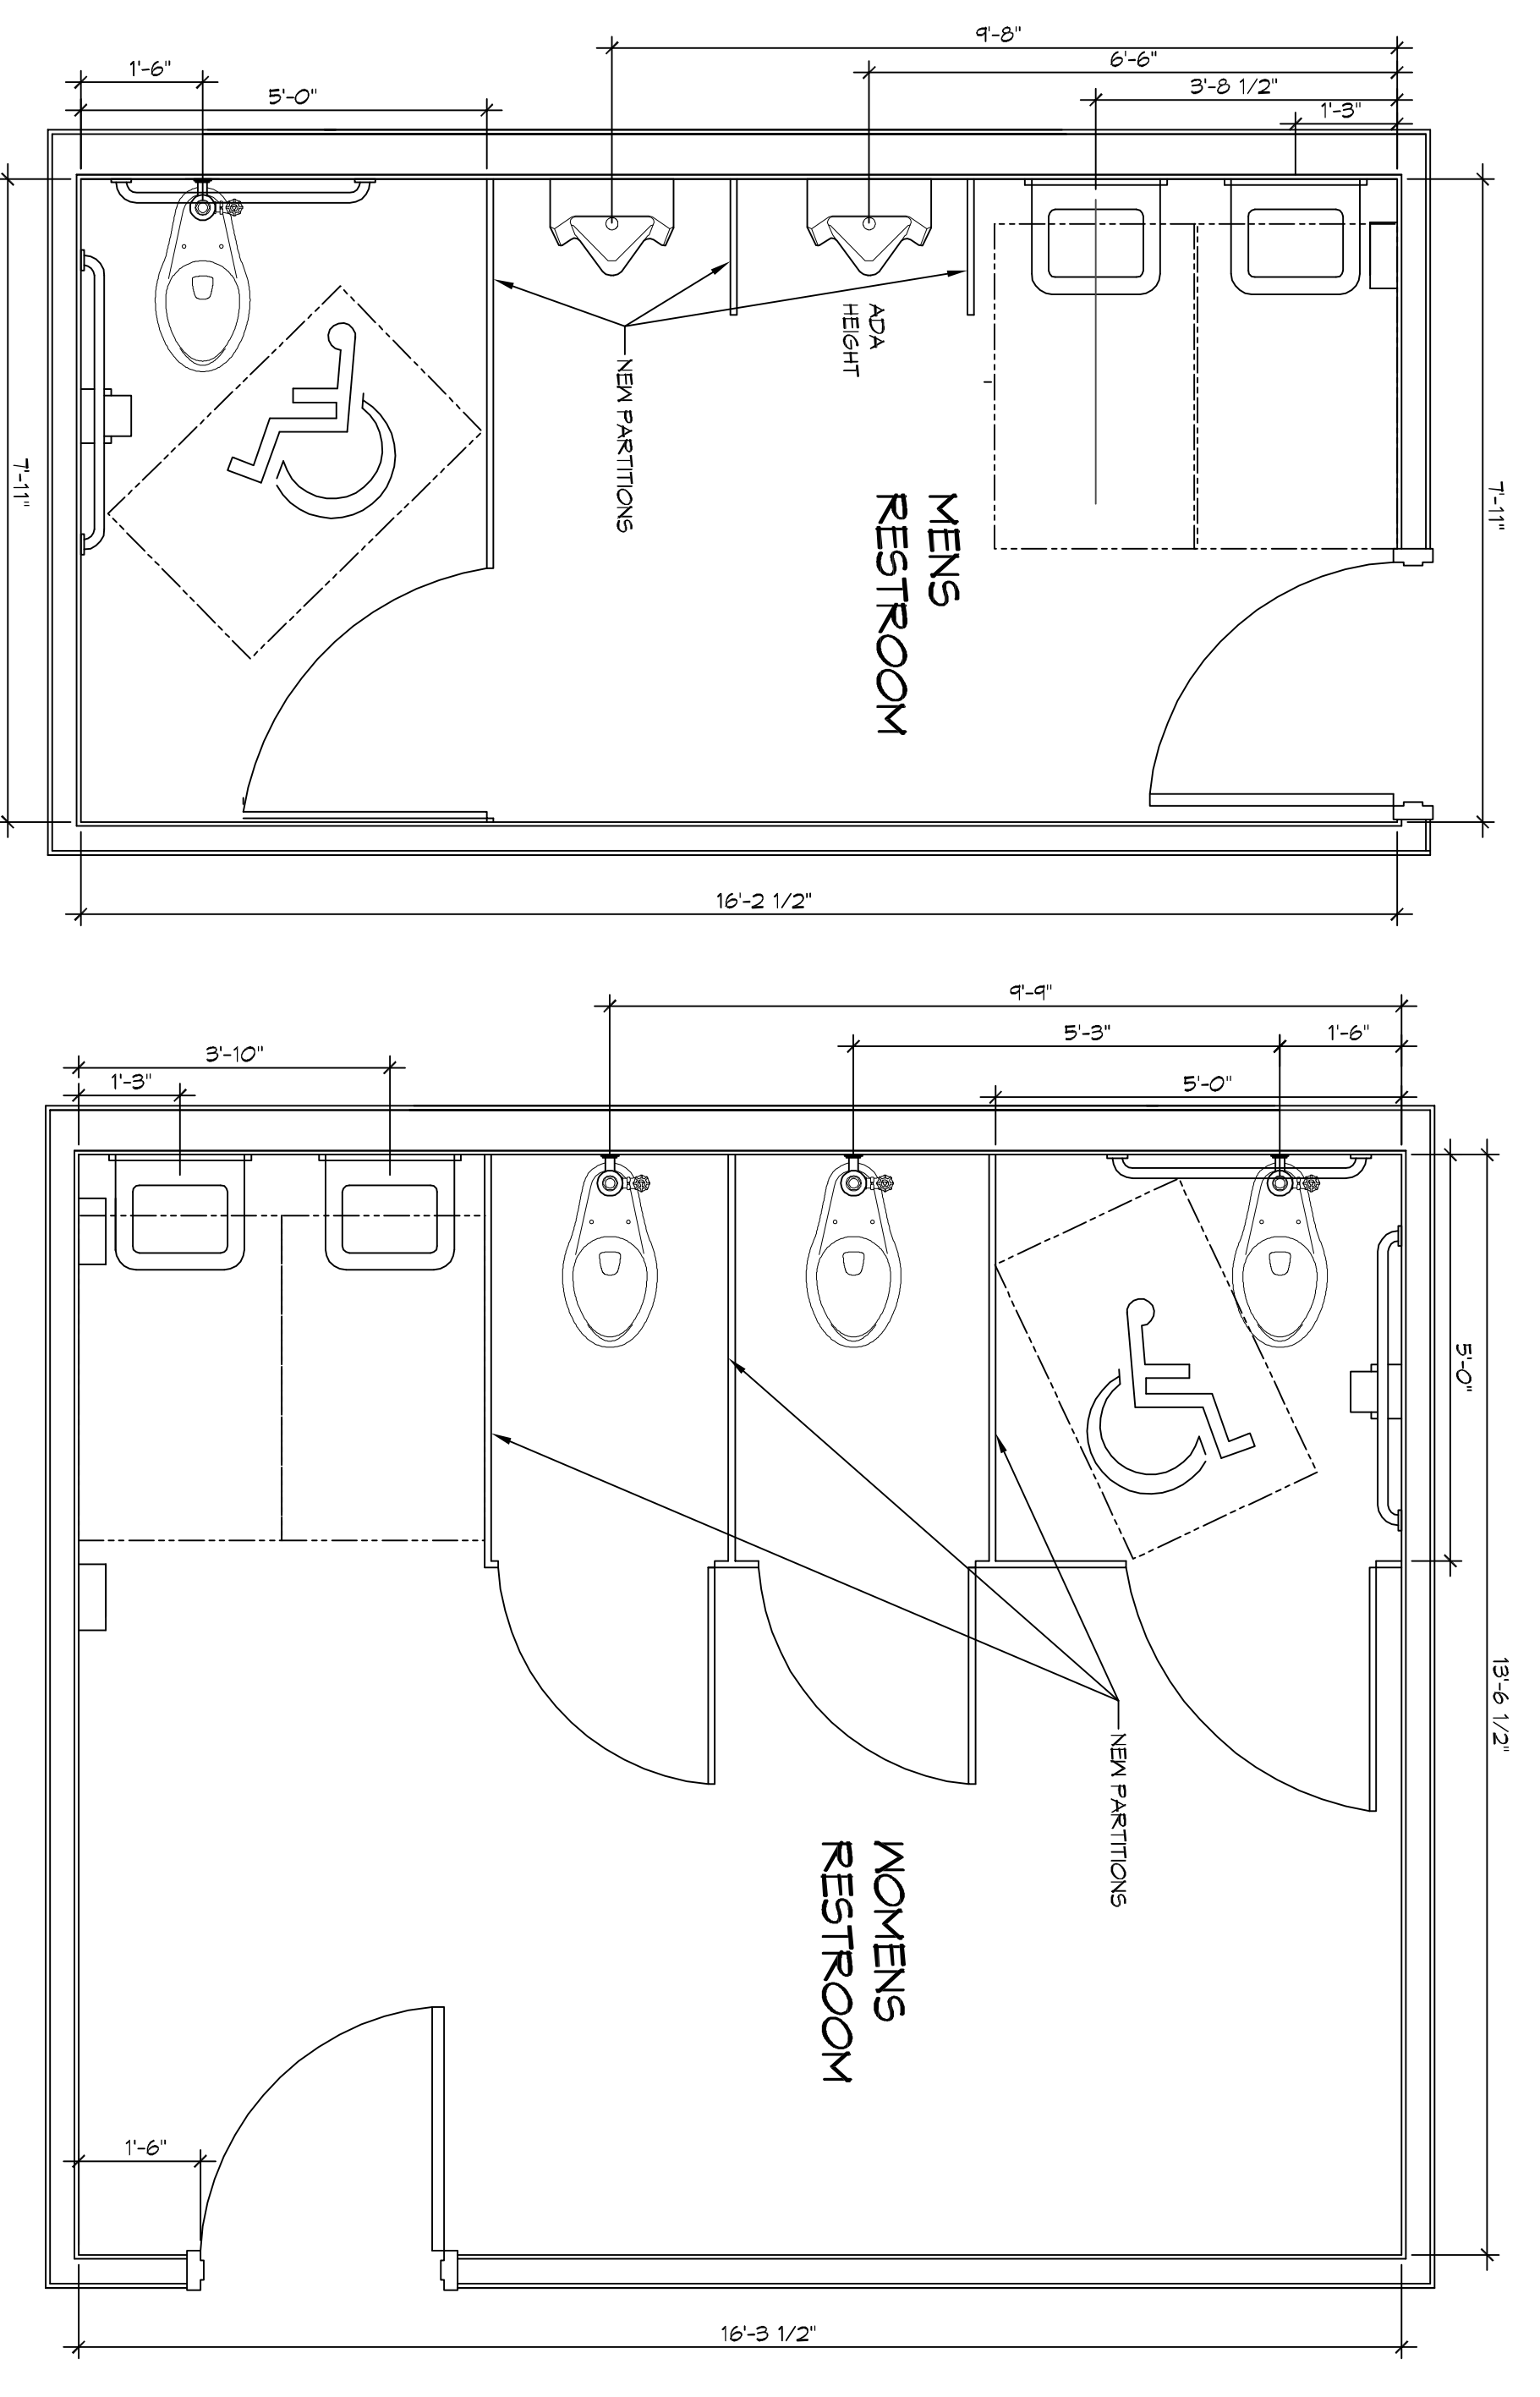 9'-8"
6'-6"
1'-6"
3'-8 1/2"
5'-0"
1'-3"
ADA
HEIGHT
NEW PARTITIONS
7'-11"
7'-11"
MENS
RESTROOM
16'-2 1/2"
9'-9"
5'-3"
1'-6"
3'-10"
1'-3"
5'-0"
5'-0"
13'-6 1/2"
NEW PARTITIONS
WOMENS
RESTROOM
1'-6"
16'-3 1/2"